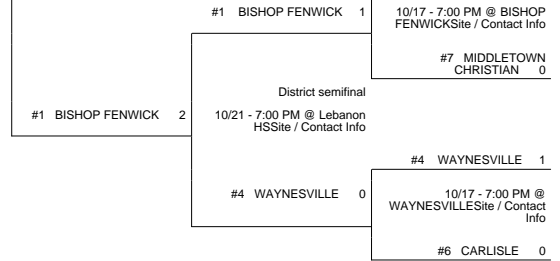 #1 BISHOP FENWICK 1
10/17 - 7:00 PM @ BISHOP
FENWICKSite / Contact Info
#7 MIDDLETOWN
CHRISTIAN 0
District semifinal
#1 BISHOP FENWICK 2
10/21 - 7:00 PM @ Lebanon
HSSite / Contact Info
#4 WAYNESVILLE 1
#4 WAYNESVILLE 0
10/17 - 7:00 PM @
WAYNESVILLESite / Contact
Info
#6 CARLISLE 0